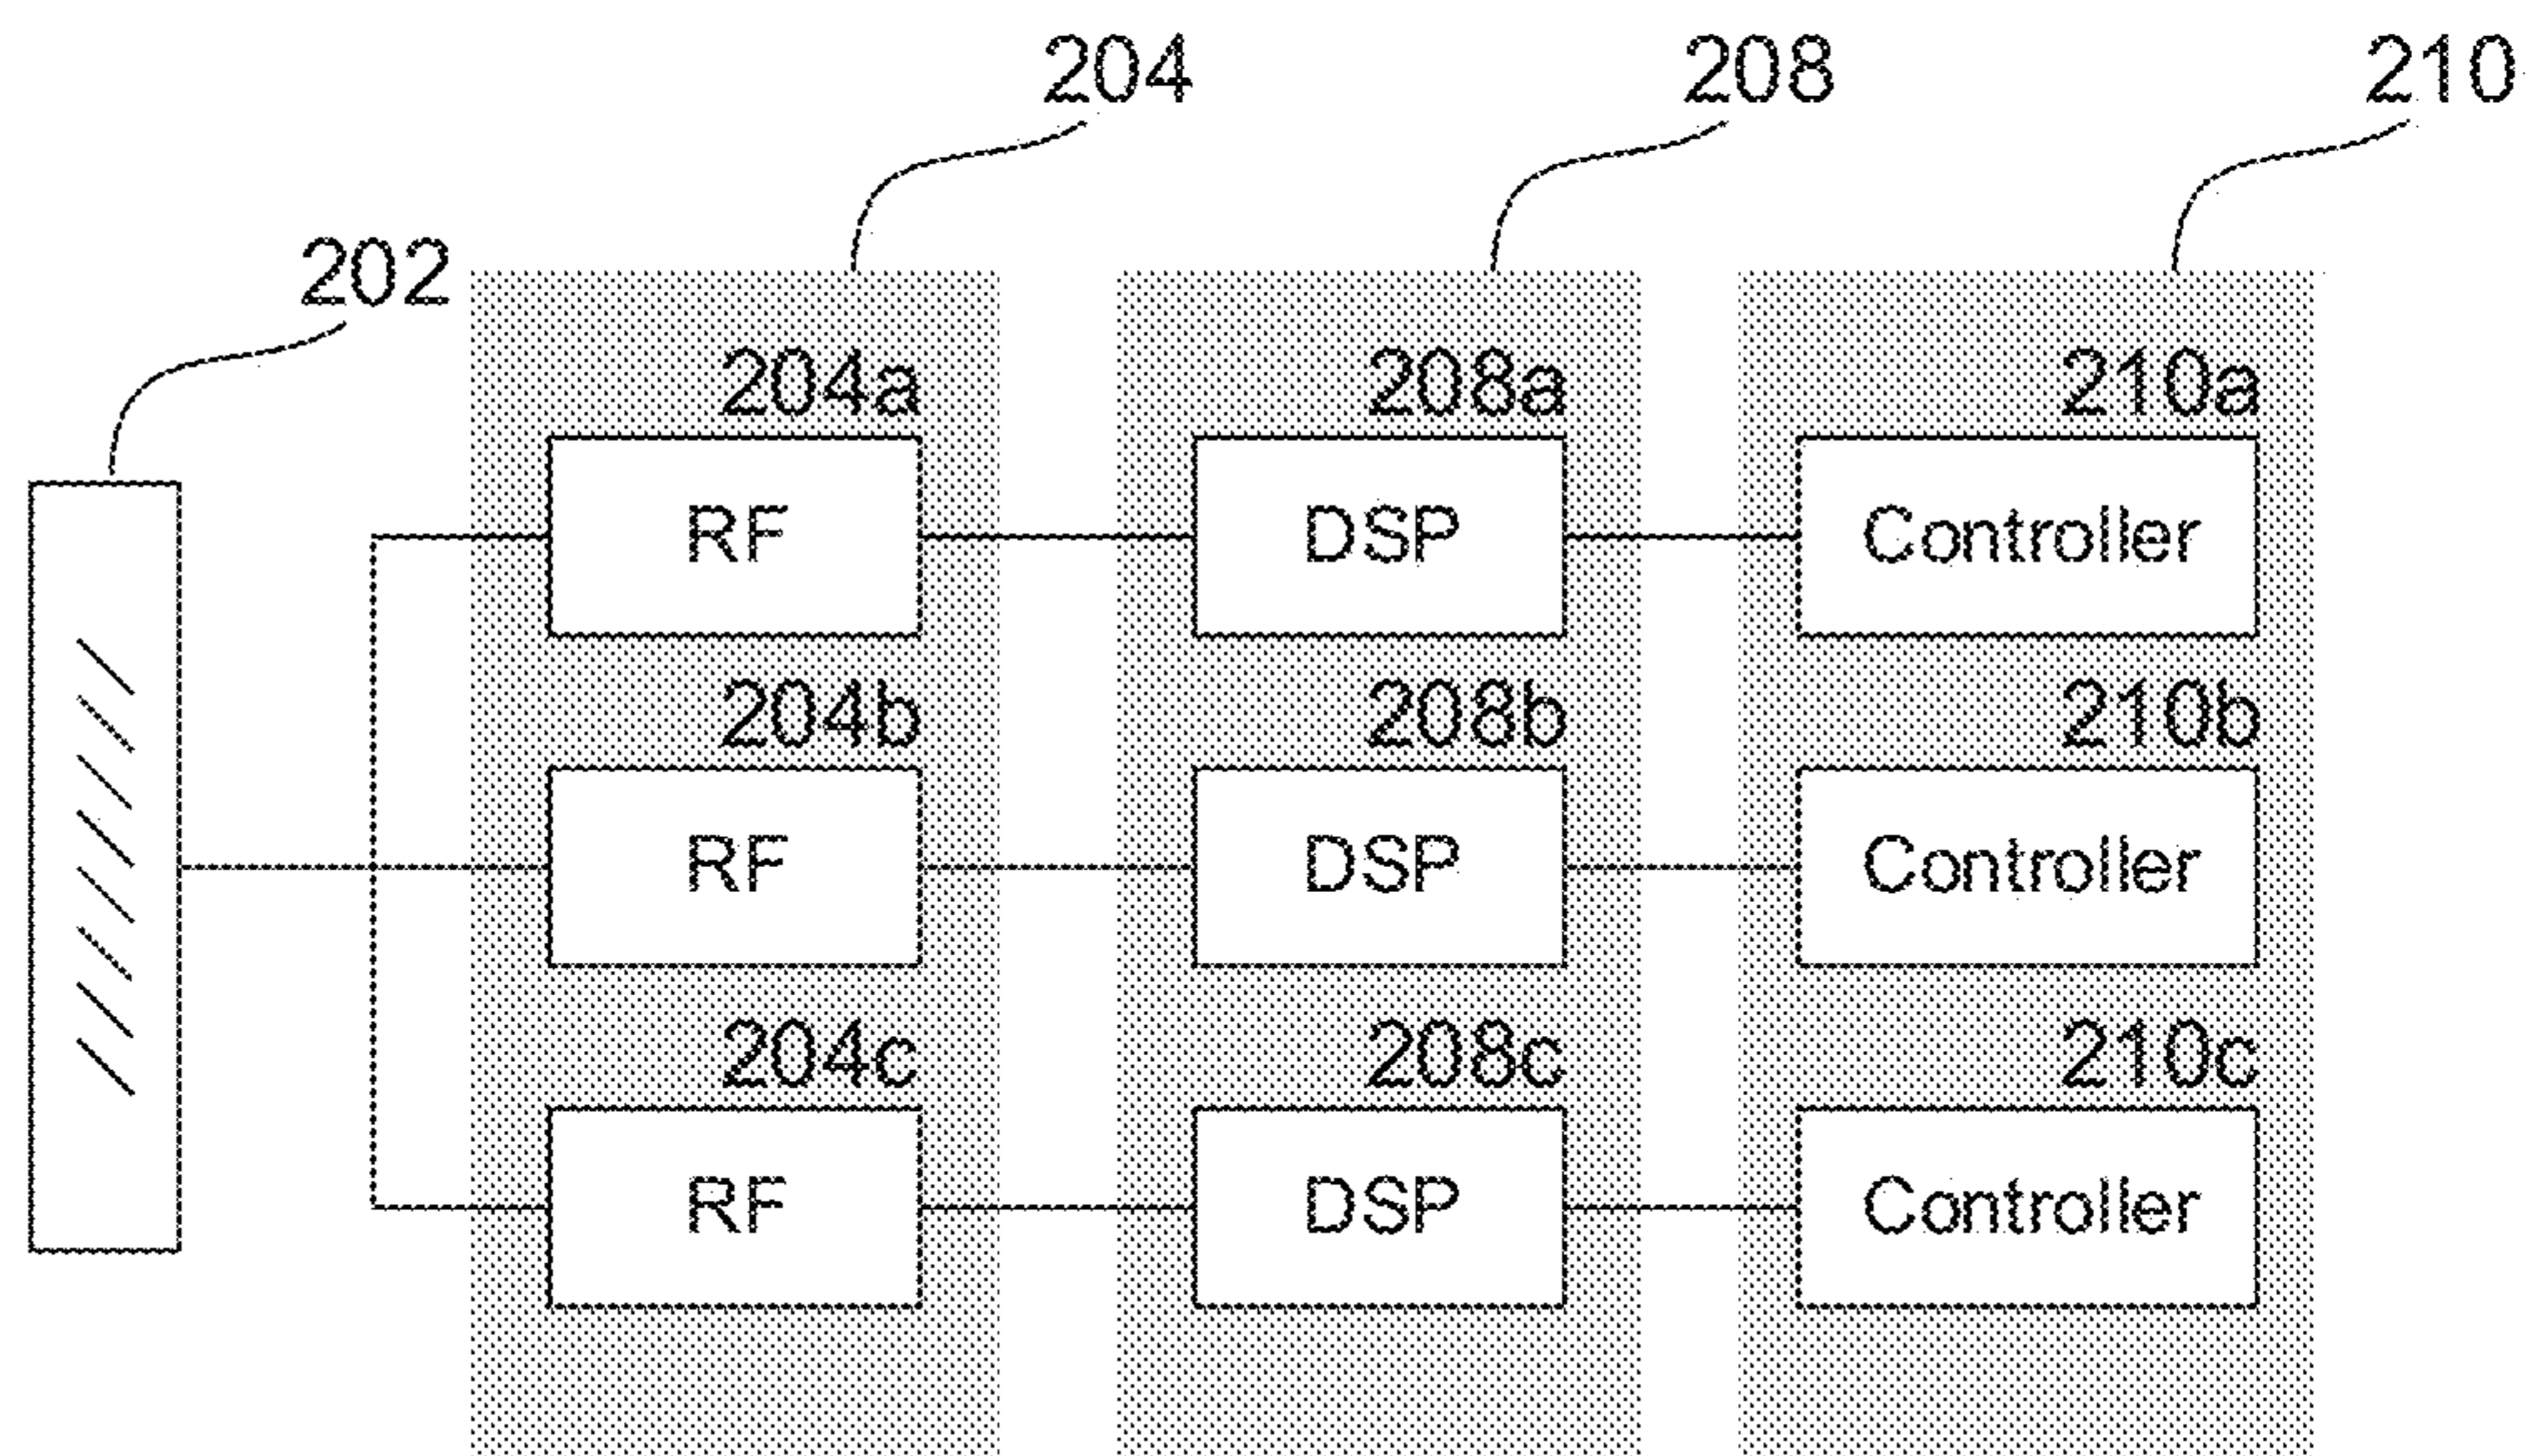 204 208 210
202
204a 208a 210a
RF DSP Controller
204b 208b 210b
RF DSP Controller
204c 208c 210c
RF DSP Controller